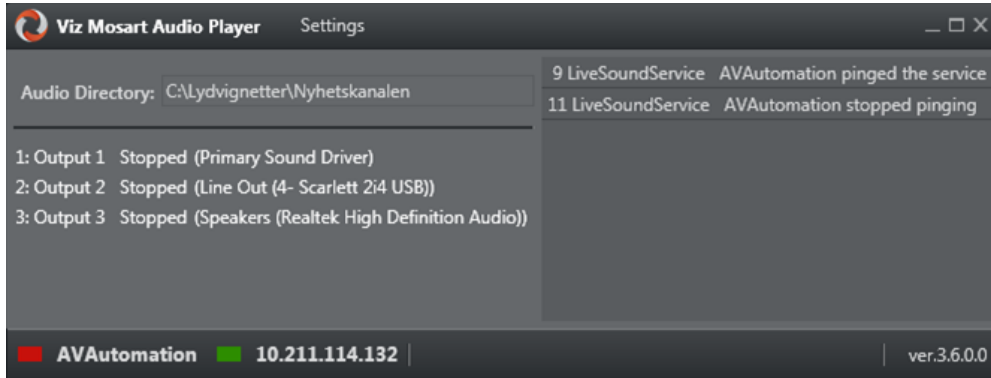 Viz Mosart Audio Player Settings
Audio Directory: C:\Lydvignetter\Nyhetskanalen
1: Output 1 Stopped (Primary Sound Driver)
2: Output 2 Stopped (Line Out (4- Scarlett 2i4 USB))
3: Output 3 Stopped (Speakers (Realtek High Definition Audio))
9 LiveSoundService AVAutomation pinged the service
11 LiveSoundService AVAutomation stopped pinging
AVAutomation 10.211.114.132 ver.3.6.0.0